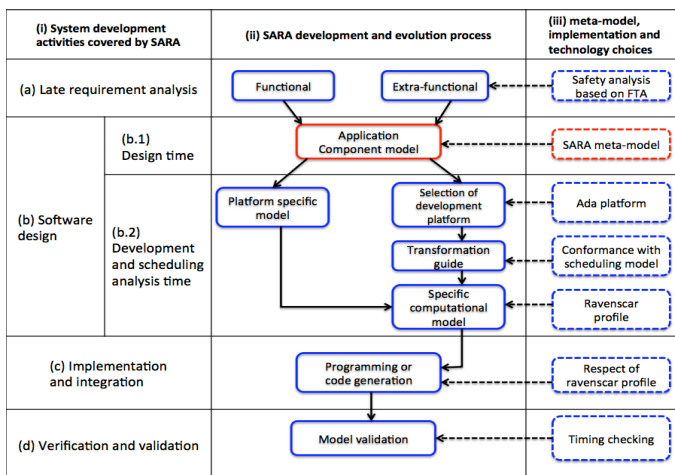 (i) System development
activities covered by SARA
(ii) SARA development and evolution process
(iii) meta-model,
implementation and
technology choices
(a) Late requirement analysis
Functional
Extra-functional
Safety analysis
based on FTA
(b) Software
design
(b.1)
Design time
Application
Component model
SARA meta-model
(b.2)
Development
and scheduling
analysis time
Platform specific
model
Selection of
development
platform
Ada platform
Transformation
guide
Conformance with
scheduling model
Specific
computational
model
Ravenscar
profile
(c) Implementation
and integration
Programming or
code generation
Respect of
ravenscar profile
(d) Verification and validation
Model validation
Timing checking